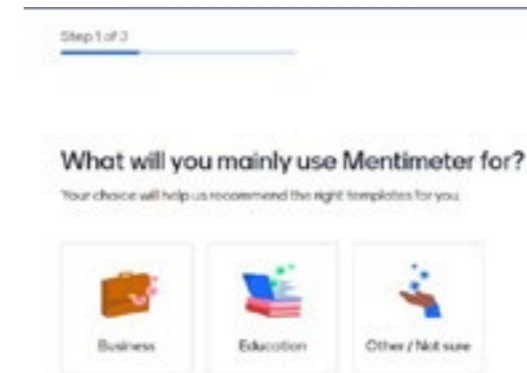 Step 1 of 3
What will you mainly use Mentimeter for?
Your choice will help us recommend the right templates for you.
Business
Education
Other / Not sure